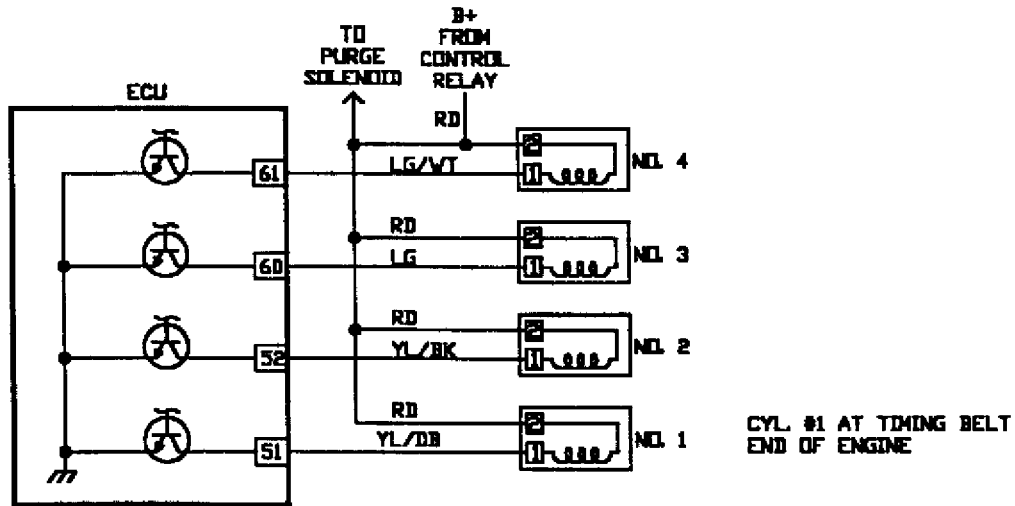 TO
PURGE
SOLENOID
B+
FROM
CONTROL
RELAY
ECU
RD
2
61
LG/WT
1
NO. 4
RD
2
60
LG
1
NO. 3
RD
2
52
YL/BK
1
NO. 2
RD
2
51
YL/DB
1
NO. 1
CYL #1 AT TIMING BELT
END OF ENGINE